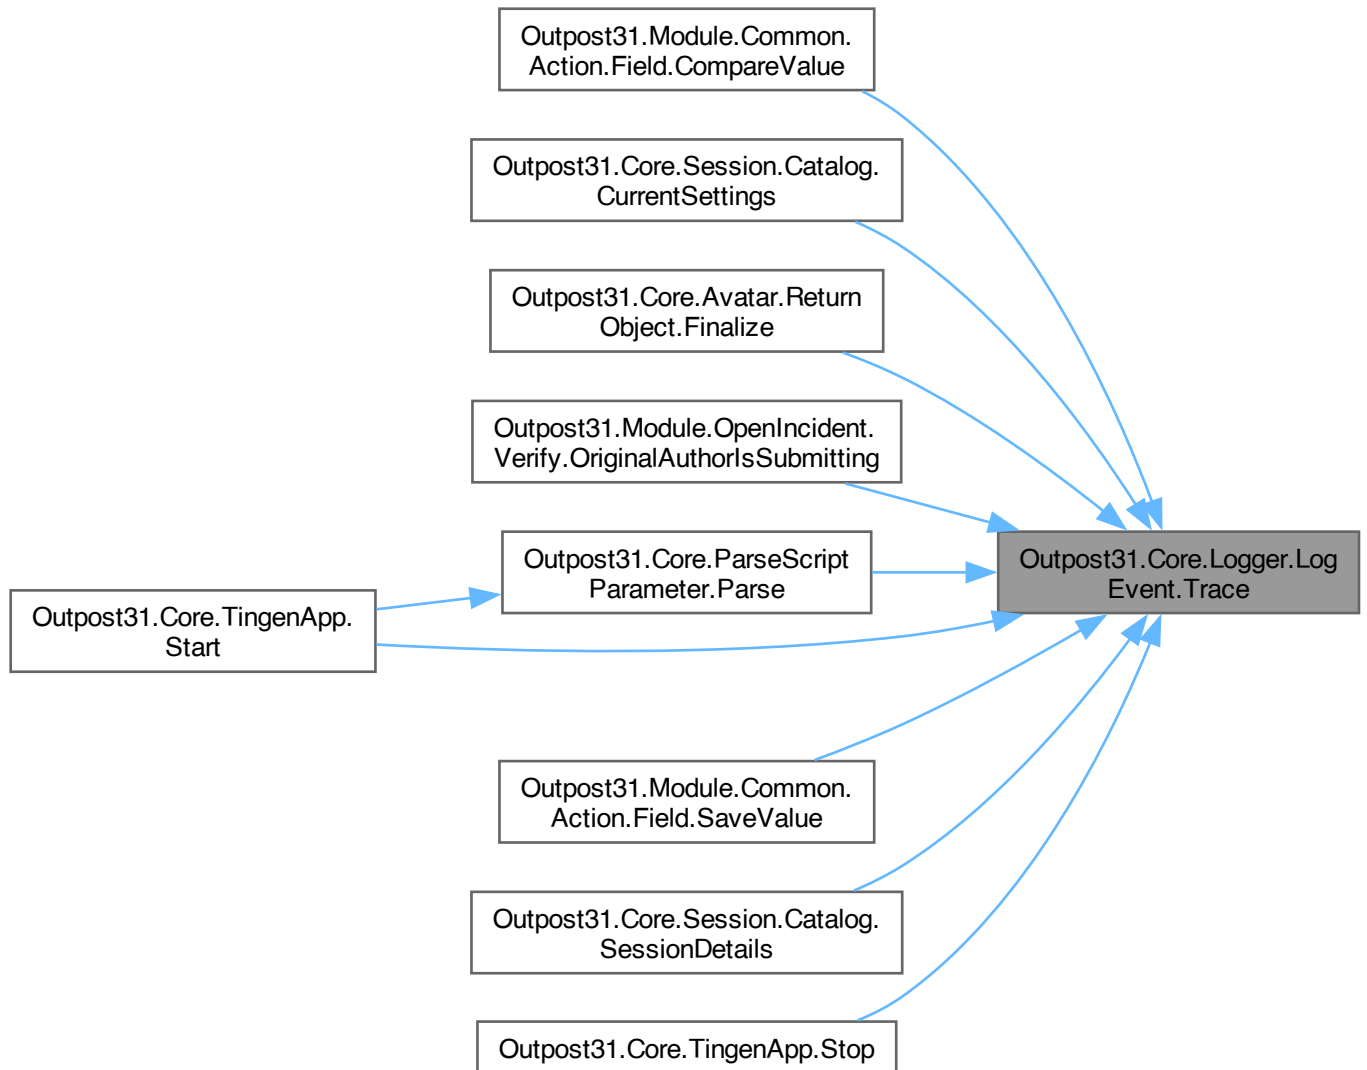 Outpost31.Module.Common.
Action.Field.CompareValue
Outpost31.Core.Session.Catalog.
CurrentSettings
Outpost31.Core.Avatar.Return
Object.Finalize
Outpost31.Module.OpenIncident.
Verify.OriginalAuthorIsSubmitting
Outpost31.Core.ParseScript
Parameter.Parse
Outpost31.Core.Logger.Log
Event.Trace
Outpost31.Core.TingenApp.
Start
Outpost31.Module.Common.
Action.Field.SaveValue
Outpost31.Core.Session.Catalog.
SessionDetails
Outpost31.Core.TingenApp.Stop